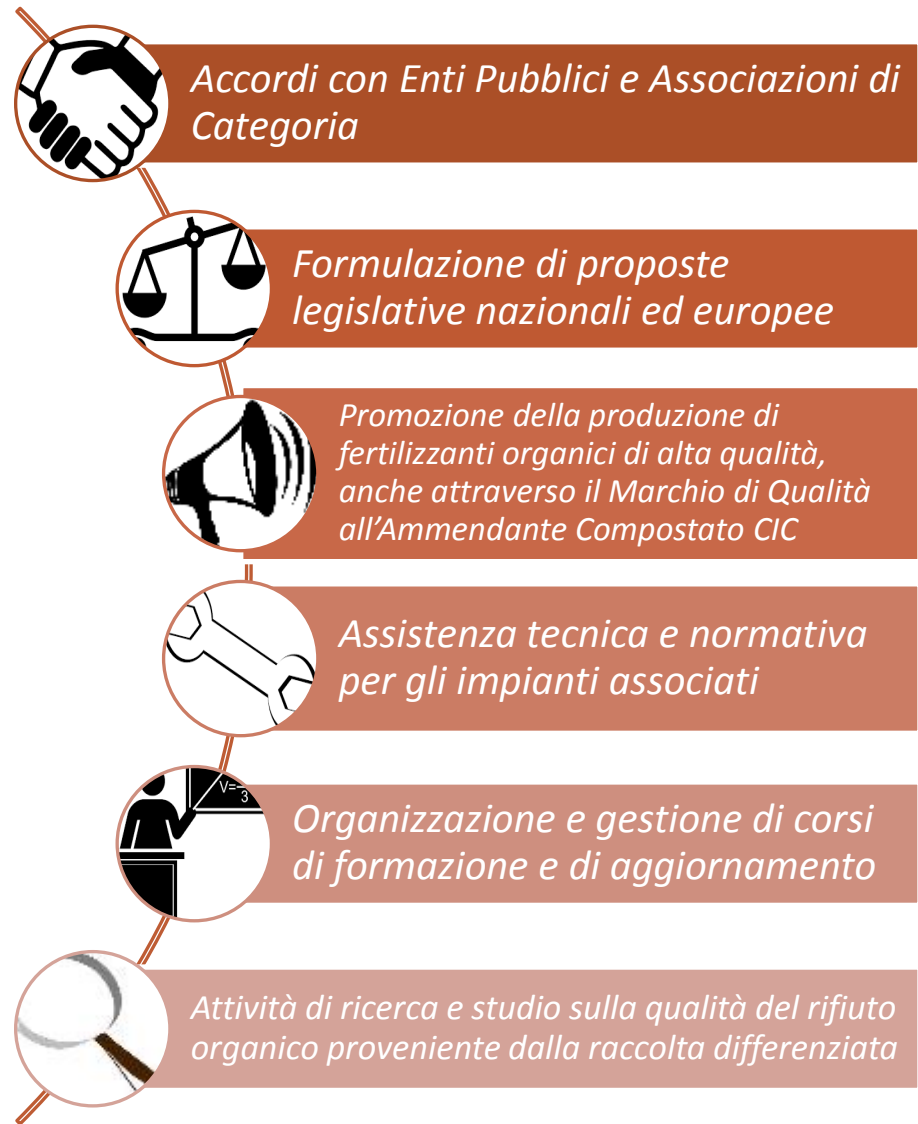 Accordi con Enti Pubblici e Associazioni di
Categoria
Formulazione di proposte
legislative nazionali ed europee
Promozione della produzione di
fertilizzanti organici di alta qualità,
anche attraverso il Marchio di Qualità
all’Ammendante Compostato CIC
Assistenza tecnica e normativa
per gli impianti associati
V=
3
Organizzazione e gestione di corsi
di formazione e di aggiornamento
Attività di ricerca e studio sulla qualità del rifiuto
organico proveniente dalla raccolta differenziata